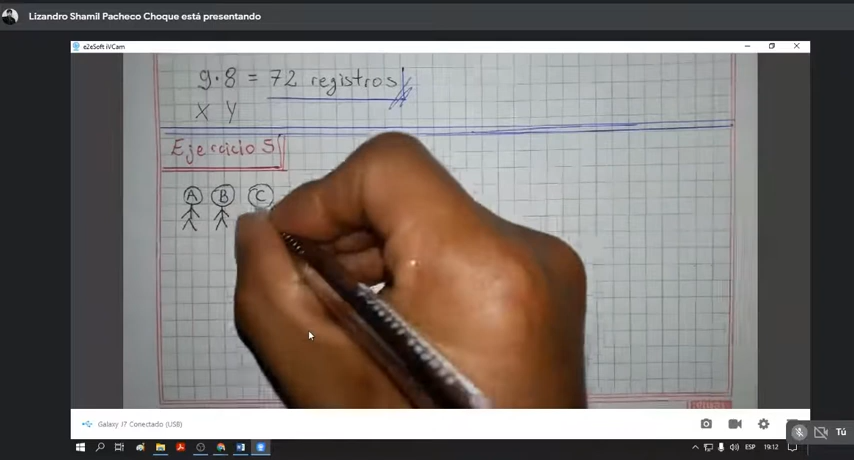 Lizandro Shamil Pacheco Choque está presentando
e2eSoft iVCam
9·8 = 72 registros
X Y
Ejercicio 5
A B C
Galaxy J7 Conectado (USB)
Tú
ESP 19:12